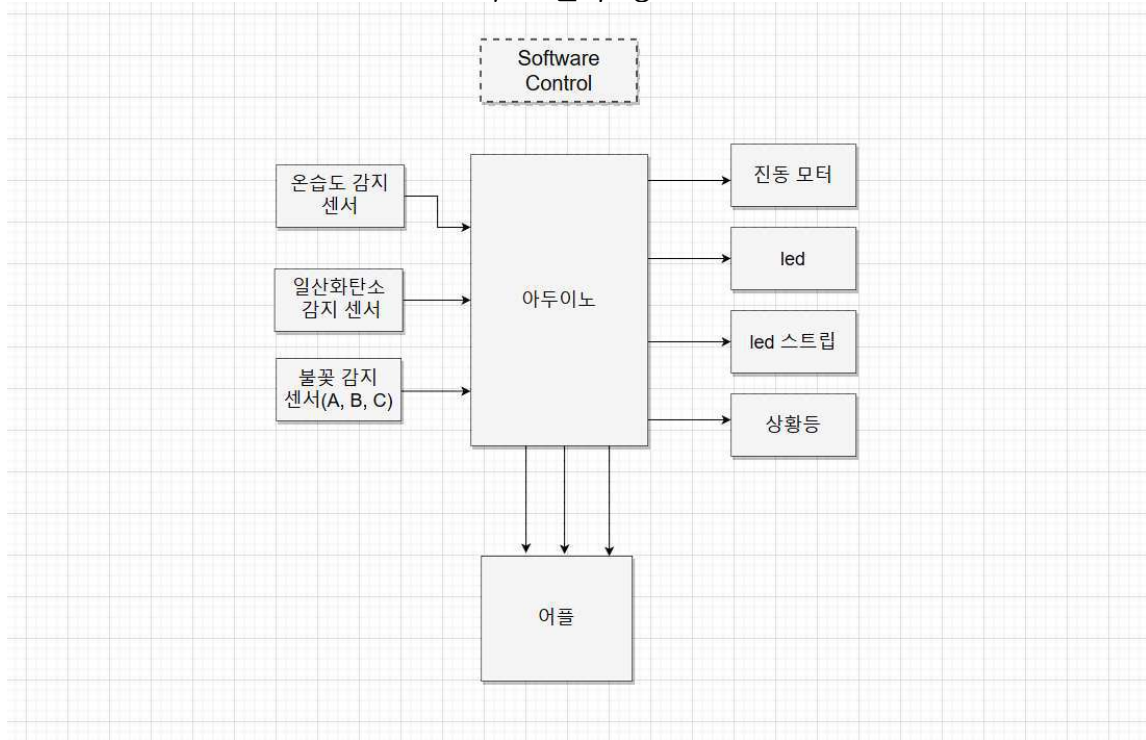 Software
Control
온습도 감지
센서
일산화탄소
감지 센서
불꽃 감지
센서(A, B, C)
아두이노
진동 모터
led
led 스트립
상황등
어플